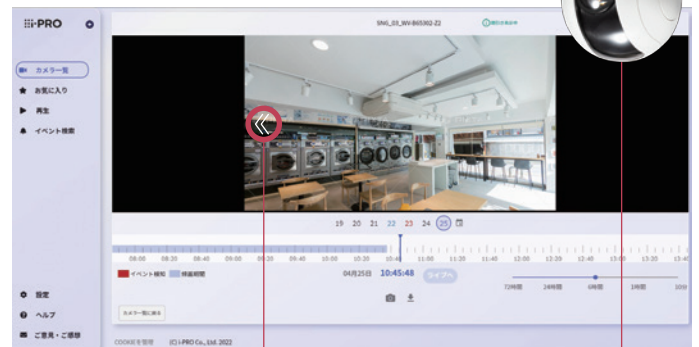 i-PRO
カメラ一覧
お気に入り
再生
イベント検索
19 20 21 22 23 24 25
08:00 08:20 08:40 09:00 09:20 09:40 10:00 10:20 10:40 11:00 11:20 11:40 12:00 12:20 12:40 13:00 13:20 13:40
イベント検知 録画期間
04月25日 10:45:48 ライブへ
72時間 24時間 6時間 1時間
カメラ一覧に戻る
設定
ヘルプ
ご意見・ご感想
COOKIEを管理 (C) i-PRO Co., Ltd. 2022